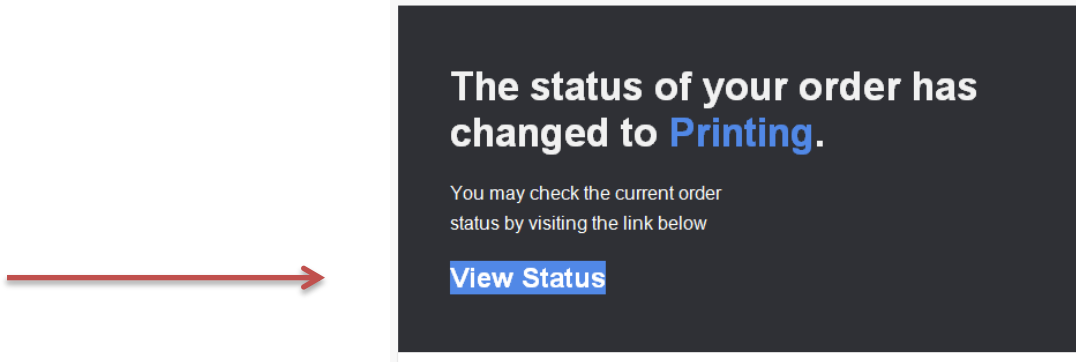 The status of your order has
changed to Printing.
You may check the current order
status by visiting the link below
View Status